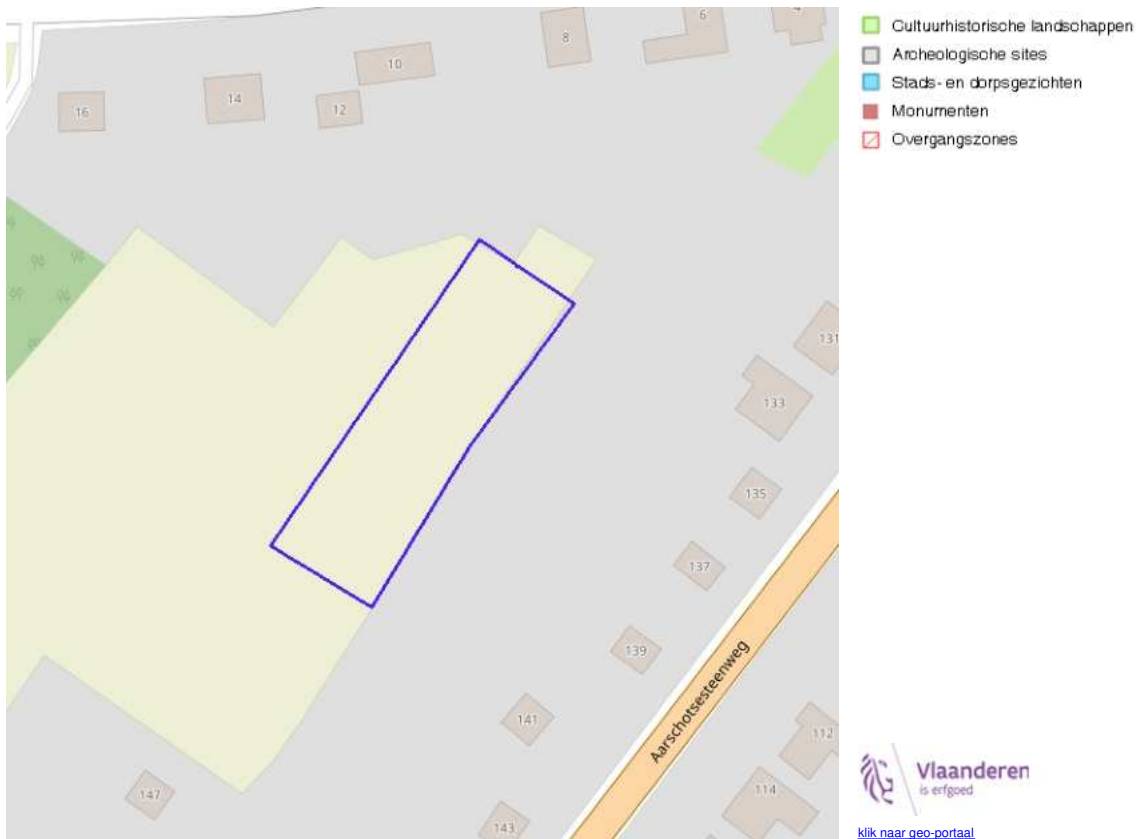 6
4
8
10
14
12
16
131
133
135
137
139
Aarschotsesteenweg
141
112
114
147
143
Cultuurhistorische landschappen
Archeologische sites
Stads- en dorpsgezichten
Monumenten
Overgangszones
Vlaanderen
is erfgoed
klik naar geo-portaal